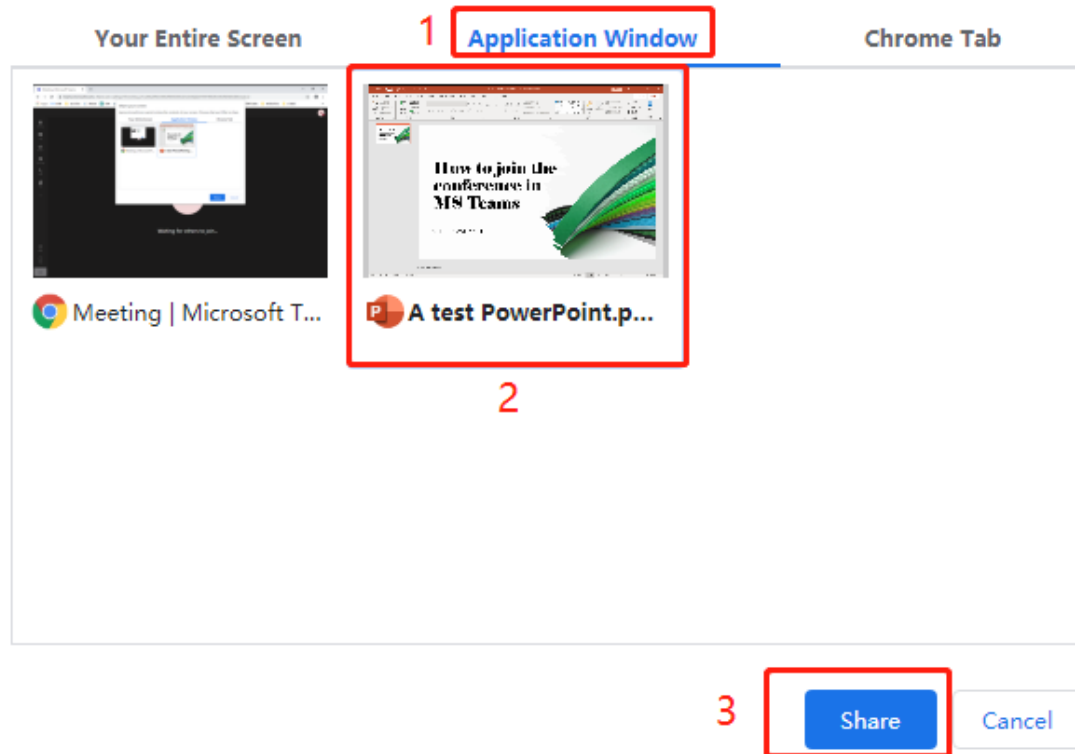 Your Entire Screen
1
Application Window
Chrome Tab
How to join the
conference in
MS Teams
Meeting | Microsoft T...
A test PowerPoint.p...
2
3
Share
Cancel